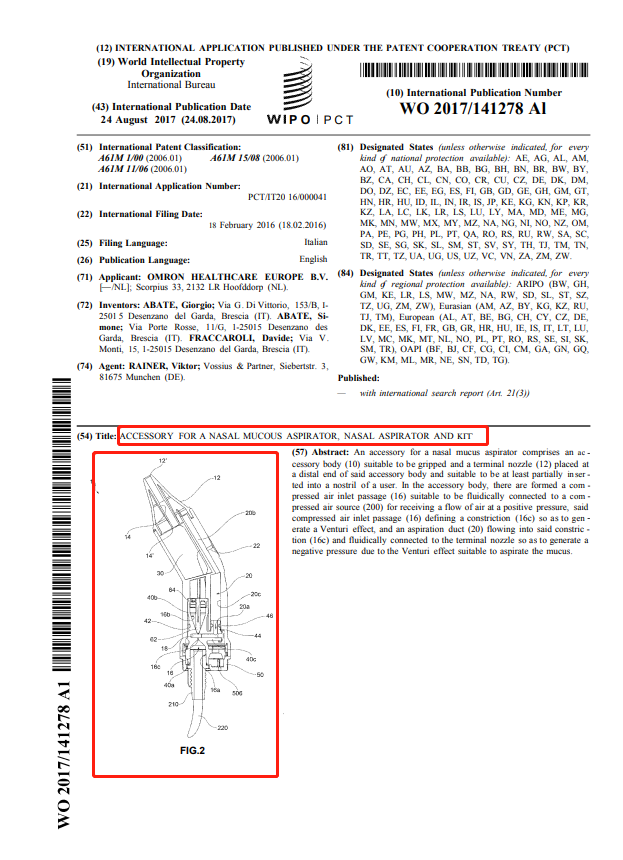 (12) INTERNATIONAL APPLICATION PUBLISHED UNDER THE PATENT COOPERATION TREATY (PCT)
(19) World Intellectual Property
Organization
International Bureau
(43) International Publication Date
24 August 2017 (24.08.2017)
WIPO | PCT
(10) International Publication Number
WO 2017/141278 A1
(51) International Patent Classification:
A61M 1/00 (2006.01) A61M 15/08 (2006.01)
A61M 11/06 (2006.01)
(21) International Application Number:
PCT/IT20 16/000041
(22) International Filing Date:
18 February 2016 (18.02.2016)
(25) Filing Language: Italian
(26) Publication Language: English
(71) Applicant: OMRON HEALTHCARE EUROPE B.V.
[—/NL]; Scorpius 33, 2132 LR Hoofddorp (NL).
(72) Inventors: ABATE, Giorgio; Via G. Di Vittorio, 153/B, I-
25015 Desenzano del Garda, Brescia (IT). ABATE, Si-
mone; Via Porte Rosse, 11/G, 1-25015 Desenzano des
Garda, Brescia (IT). FRACCAROLI, Davide; Via V.
Monti, 15, 1-25015 Desenzano del Garda, Brescia (IT).
(74) Agent: RAINER, Viktor; Vossius & Partner, Siebertstr. 3,
81675 Munchen (DE).
(81) Designated States (unless otherwise indicated, for every
kind of national protection available): AE, AG, AL, AM,
AO, AT, AU, AZ, BA, BB, BG, BH, BN, BR, BW, BY,
BZ, CA, CH, CL, CN, CO, CR, CU, CZ, DE, DK, DM,
DO, DZ, EC, EE, EG, ES, FI, GB, GD, GE, GH, GM, GT,
HN, HR, HU, ID, IL, IN, IR, IS, JP, KE, KG, KN, KP, KR,
KZ, LA, LC, LK, LR, LS, LU, LY, MA, MD, ME, MG,
MK, MN, MW, MX, MY, MZ, NA, NG, NI, NO, NZ, OM,
PA, PE, PG, PH, PL, PT, QA, RO, RS, RU, RW, SA, SC,
SD, SE, SG, SK, SL, SM, ST, SV, SY, TH, TJ, TM, TN,
TR, TT, TZ, UA, UG, US, UZ, VC, VN, ZA, ZM, ZW.
(84) Designated States (unless otherwise indicated, for every
kind of regional protection available): ARIPO (BW, GH,
GM, KE, LR, LS, MW, MZ, NA, RW, SD, SL, ST, SZ,
TZ, UG, ZM, ZW), Eurasian (AM, AZ, BY, KG, KZ, RU,
TJ, TM), European (AL, AT, BE, BG, CH, CY, CZ, DE,
DK, EE, ES, FI, FR, GB, GR, HR, HU, IE, IS, IT, LT, LU,
LV, MC, MK, MT, NL, NO, PL, PT, RO, RS, SE, SI, SK,
SM, TR), OAPI (BF, BJ, CF, CG, CI, CM, GA, GN, GQ,
GW, KM, ML, MR, NE, SN, TD, TG).
Published:
— with international search report (Art. 21(3))
(54) Title: ACCESSORY FOR A NASAL MUCOUS ASPIRATOR, NASAL ASPIRATOR AND KIT
(57) Abstract: An accessory for a nasal mucus aspirator comprises an ac-
cessory body (10) suitable to be gripped and a terminal nozzle (12) placed at
a distal end of said accessory body and suitable to be at least partially inser-
ted into a nostril of a user. In the accessory body, there are formed a com-
pressed air inlet passage (16) suitable to be fluidically connected to a com-
pressed air source (200) for receiving a flow of air at a positive pressure, said
compressed air inlet passage (16) defining a constriction (16c) so as to gen-
erate a Venturi effect, and an aspiration duct (20) flowing into said constric-
tion (16c) and fluidically connected to the terminal nozzle so as to generate a
negative pressure due to the Venturi effect suitable to aspirate the mucus.
12'
12
20b
14
22
14'
30
64
20
40b
20c
16b
20a
42
46
62
44
18
16c
40c
16
50
40a
16a
506
210
220
FIG.2
WO 2017/141278 A1